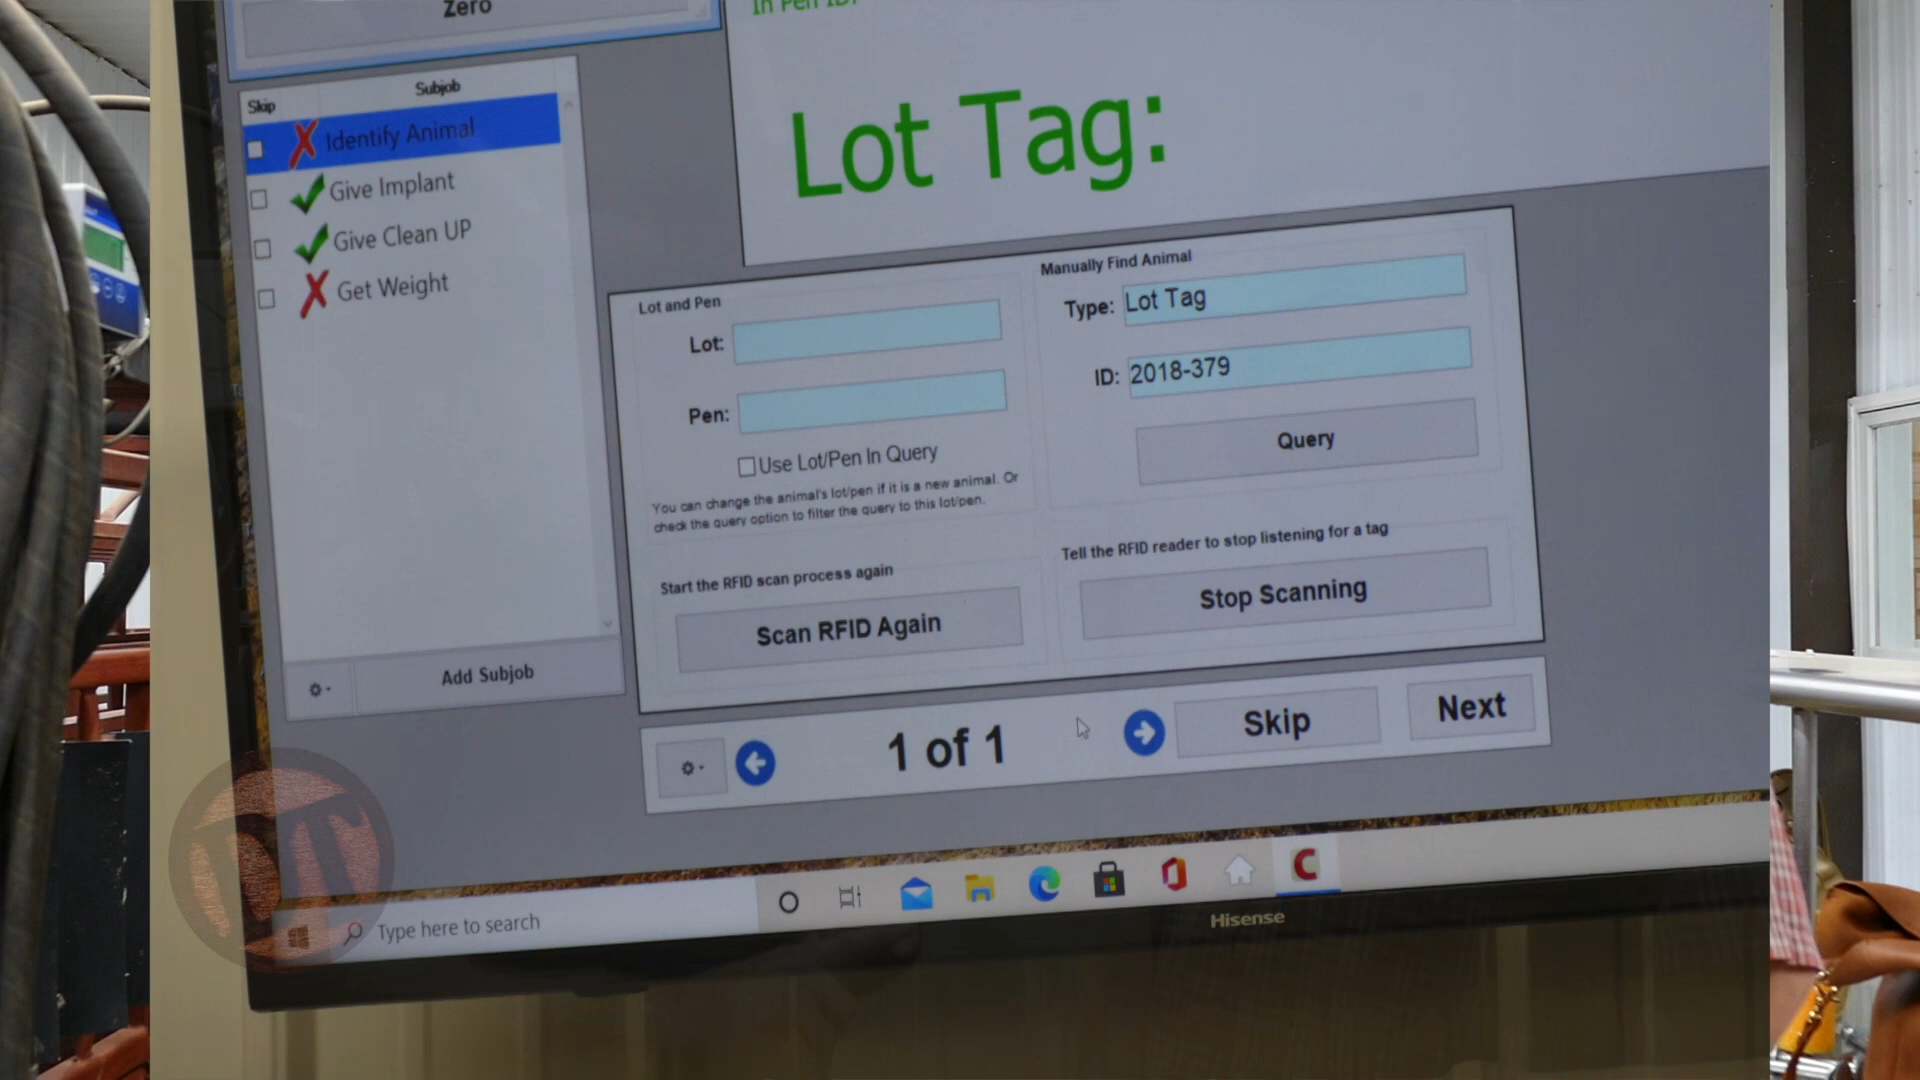 Zero
In Pen ID:
Skip Subjob
Identify Animal
Give Implant
Give Clean UP
Get Weight
Add Subjob
Lot Tag:
Lot and Pen
Lot:
Pen:
Use Lot/Pen In Query
You can change the animal's lot/pen if it is a new animal. Or
check the query option to filter the query to this lot/pen.
Manually Find Animal
Type: Lot Tag
ID: 2018-379
Query
Start the RFID scan process again
Scan RFID Again
Tell the RFID reader to stop listening for a tag
Stop Scanning
1 of 1
Skip
Next
Type here to search
Hisense